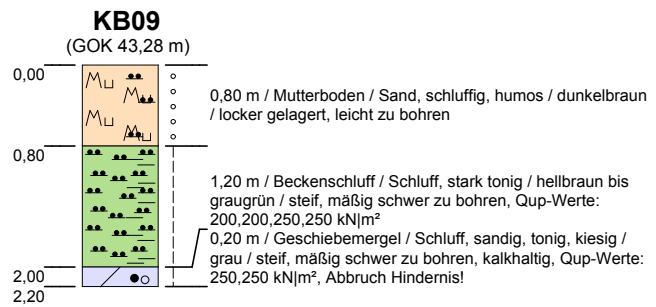 KB09
(GOK 43,28 m)
0,00
0,80 m / Mutterboden / Sand, schluffig, humos / dunkelbraun
/ locker gelagert, leicht zu bohren
0,80
1,20 m / Beckenschluff / Schluff, stark tonig / hellbraun bis
graugrün / steif, mäßig schwer zu bohren, Qup-Werte:
200,200,250,250 kN|m²
0,20 m / Geschiebemergel / Schluff, sandig, tonig, kiesig /
grau / steif, mäßig schwer zu bohren, kalkhaltig, Qup-Werte:
250,250 kN|m², Abbruch Hindernis!
2,00
2,20